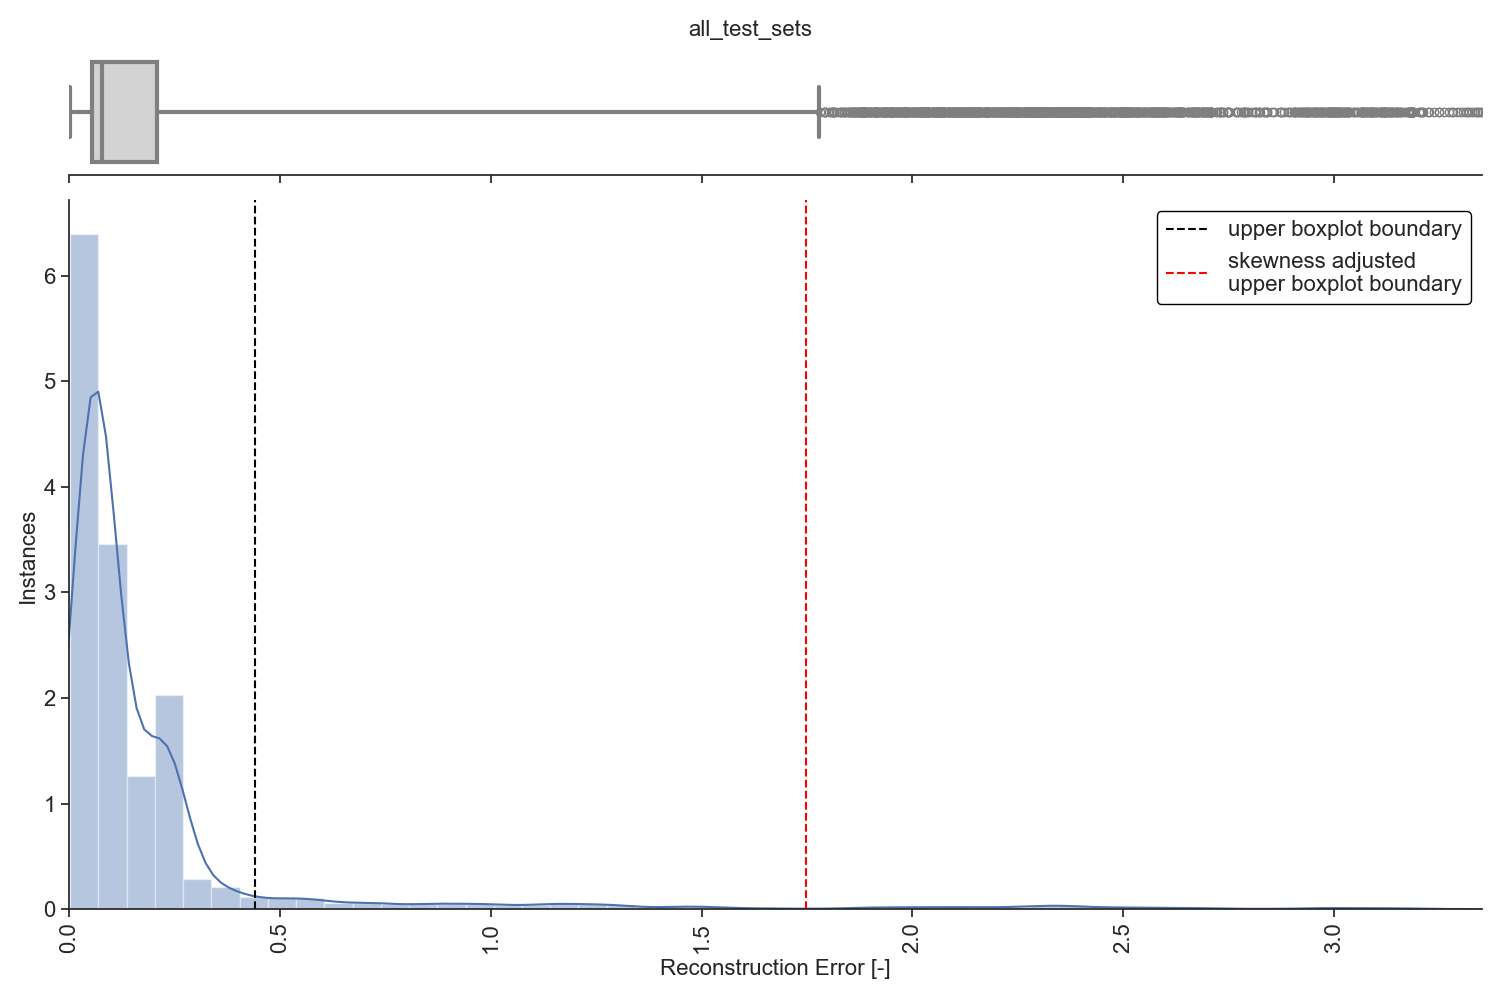 all_test_sets
upper boxplot boundary
skewness adjusted
upper boxplot boundary
6
5
4
3
2
1
0
Instances
0.0
0.5
1.0
1.5
2.0
2.5
3.0
Reconstruction Error [-]